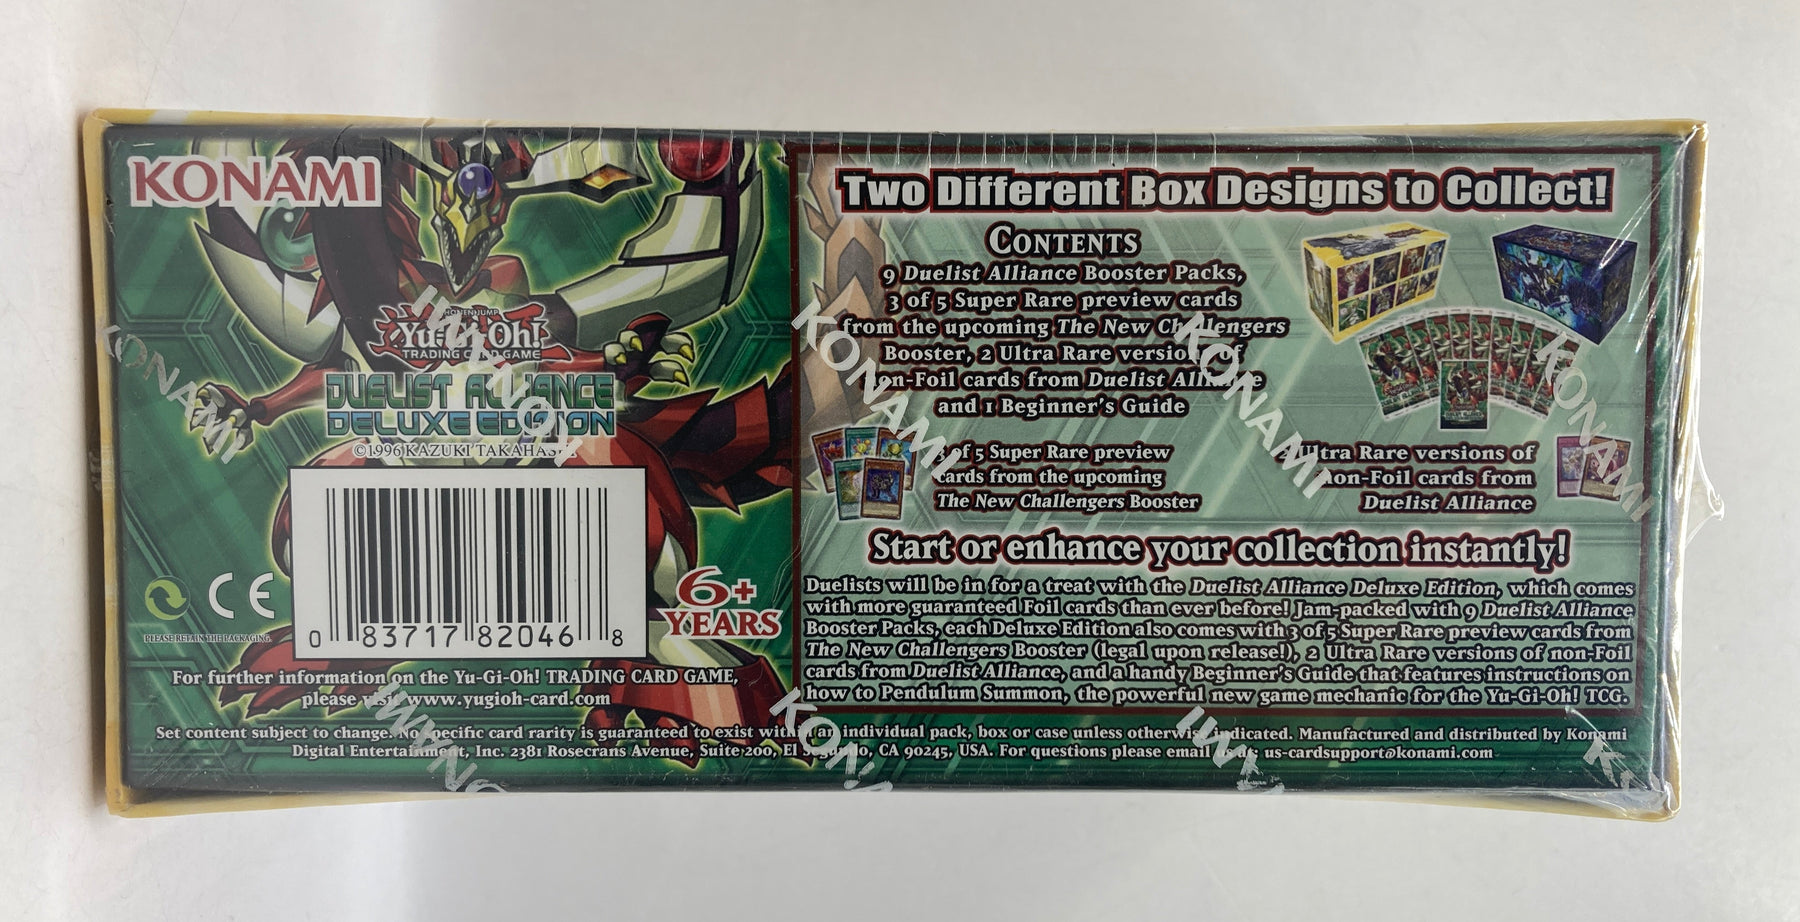 KONAMI
SHONEN JUMP
Yu-Gi-Oh!
TRADING CARD GAME
DUELIST ALLIANCE
DELUXE EDITION
©1996 KAZUKI
0 83717 82046 8
6+
YEARS
CE
PLEASE RETAIN THE PACKAGING.
For further information on the Yu-Gi-Oh! TRADING CARD GAME,
please visit www.yugioh-card.com
Two Different Box Designs to Collect!
CONTENTS
9 Duelist Alliance Booster Packs,
3 of 5 Super Rare preview cards
from the upcoming The New Challengers
Booster, 2 Ultra Rare versions of
non-Foil cards from Duelist Alliance
and 1 Beginner's Guide
3 of 5 Super Rare preview
cards from the upcoming
The New Challengers Booster
2 Ultra Rare versions of
non-Foil cards from
Duelist Alliance
Start or enhance your collection instantly!
Duelists will be in for a treat with the Duelist Alliance Deluxe Edition, which comes
with more guaranteed Foil cards than ever before! Jam-packed with 9 Duelist Alliance
Booster Packs, each Deluxe Edition also comes with 3 of 5 Super Rare preview cards from
The New Challengers Booster (legal upon release!), 2 Ultra Rare versions of non-Foil
cards from Duelist Alliance, and a handy Beginner's Guide that features instructions on
how to Pendulum Summon, the powerful new game mechanic for the Yu-Gi-Oh! TCG.
Set content subject to change. No specific card rarity is guaranteed to exist within an individual pack, box or case unless otherwise indicated. Manufactured and distributed by Konami
Digital Entertainment, Inc. 2381 Rosecrans Avenue, Suite 200, El Segundo, CA 90245, USA. For questions please email us at: us-cardsupport@konami.com
KONAMI
KONAMI
KONAMI
KONAMI
KONAMI